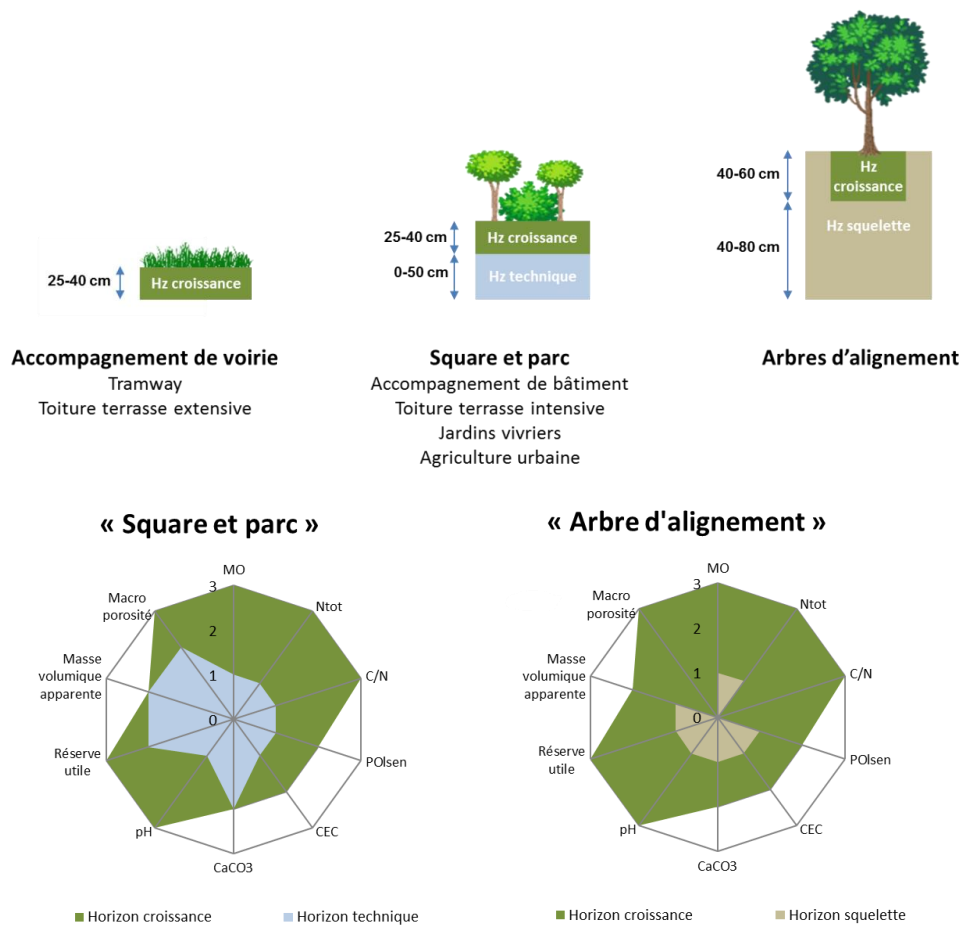 25-40 cm
Hz croissance
Accompagnement de voirie
Tramway
Toiture terrasse extensive
25-40 cm
0-50 cm
Hz croissance
Hz technique
Square et parc
Accompagnement de bâtiment
Toiture terrasse intensive
Jardins vivriers
Agriculture urbaine
40-60 cm
40-80 cm
Hz
croissance
Hz squelette
Arbres d’alignement
« Square et parc »
MO
Ntot
C/N
POlsen
CEC
CaCO3
pH
Réserve
utile
Masse
volumique
apparente
Macro
porosité
3
2
1
0
Horizon croissance
Horizon technique
« Arbre d'alignement »
MO
Ntot
C/N
POlsen
CEC
CaCO3
pH
Réserve
utile
Masse
volumique
apparente
Macro
porosité
3
2
1
0
Horizon croissance
Horizon squelette